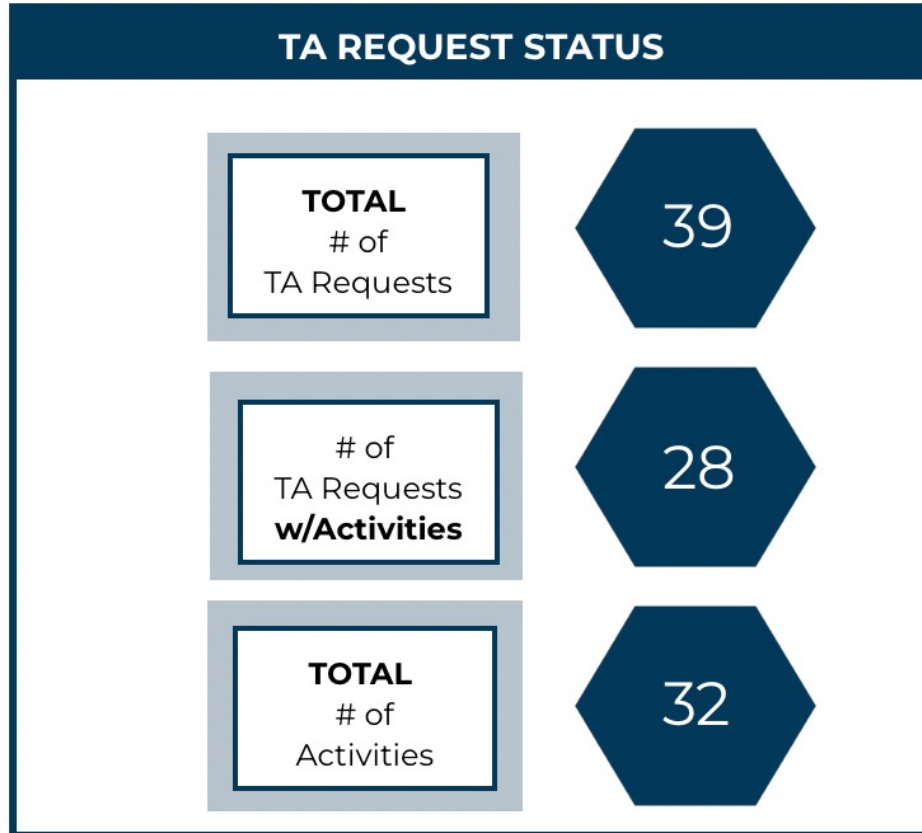 TA REQUEST STATUS
TOTAL
# of
TA Requests
39
# of
TA Requests
w/Activities
28
TOTAL
# of
Activities
32